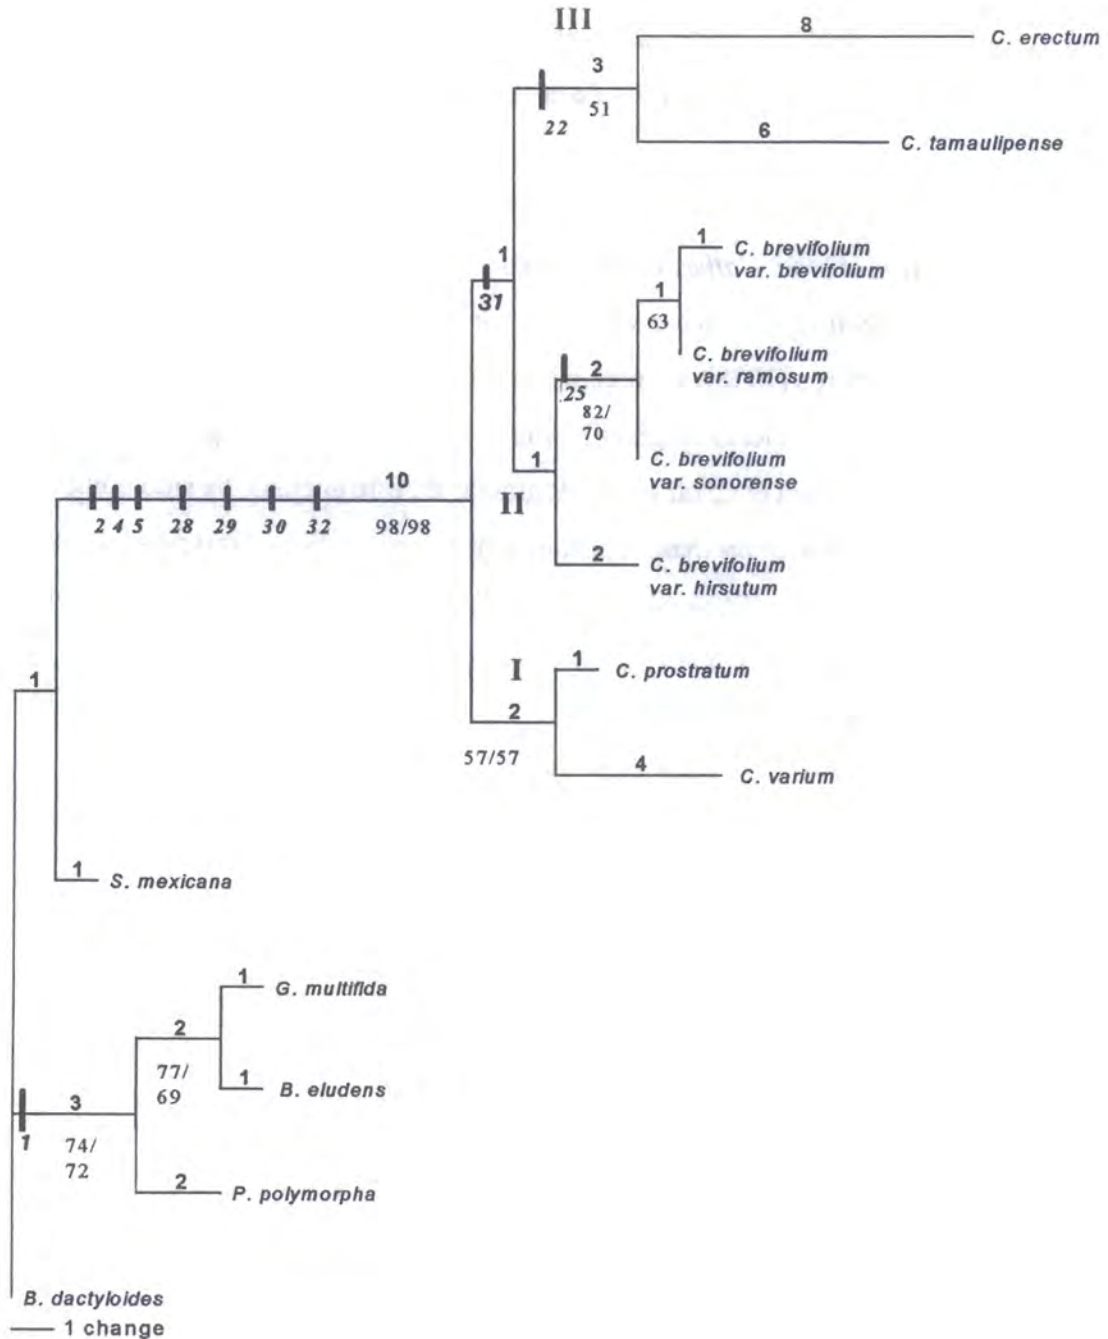 III
8
C. erectum
3
51
22
6
C. tamaulipense
1
C. brevifolium
var. brevifolium
1
31
1
63
C. brevifolium
var. ramosum
2
25
82/
70
C. brevifolium
var. sonorense
1
II
10
2 4 5 28 29 30 32
98/98
2
C. brevifolium
var. hirsutum
I
1
C. prostratum
2
57/57
4
C. varium
1
1
S. mexicana
1
G. multifida
2
77/
69
1
B. eludens
3
1
74/
72
2
P. polymorpha
B. dactyloides
1 change